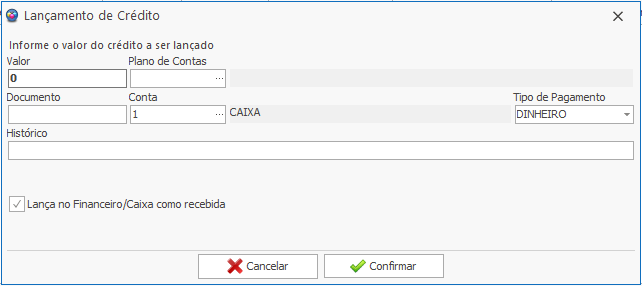 Lançamento de Crédito
Informe o valor do crédito a ser lançado
Valor Plano de Contas
0 ...
Documento Conta Tipo de Pagamento
1 ... CAIXA DINHEIRO
Histórico
Lança no Financeiro/Caixa como recebida
Cancelar Confirmar